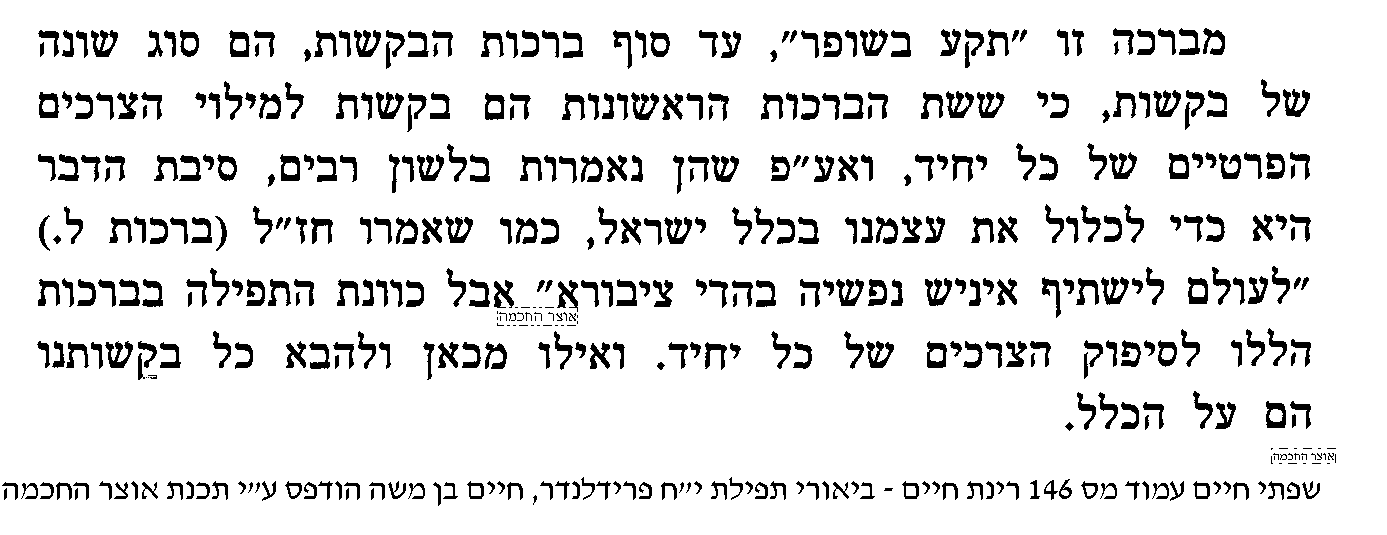 מברכה זו "תקע בשופר", עד סוף ברכות הבקשות, הם סוג שונה
של בקשות, כי ששת הברכות הראשונות הם בקשות למילוי הצרכים
הפרטיים של כל יחיד, ואע"פ שהן נאמרות בלשון רבים, סיבת הדבר
היא כדי לכלול את עצמנו בכלל ישראל, כמו שאמרו חז"ל (ברכות ל.)
"לעולם לישתיף איניש נפשיה בהדי ציבורא" אבל כוונת התפילה בברכות
אוצר החכמה
הללו לסיפוק הצרכים של כל יחיד. ואילו מכאן ולהבא כל בקשותנו
הם על הכלל.
אוצר החכמה
שפתי חיים עמוד מס 146 רינת חיים - ביאורי תפילת י"ח פרידלנדר, חיים בן משה הודפס ע"י תכנת אוצר החכמה